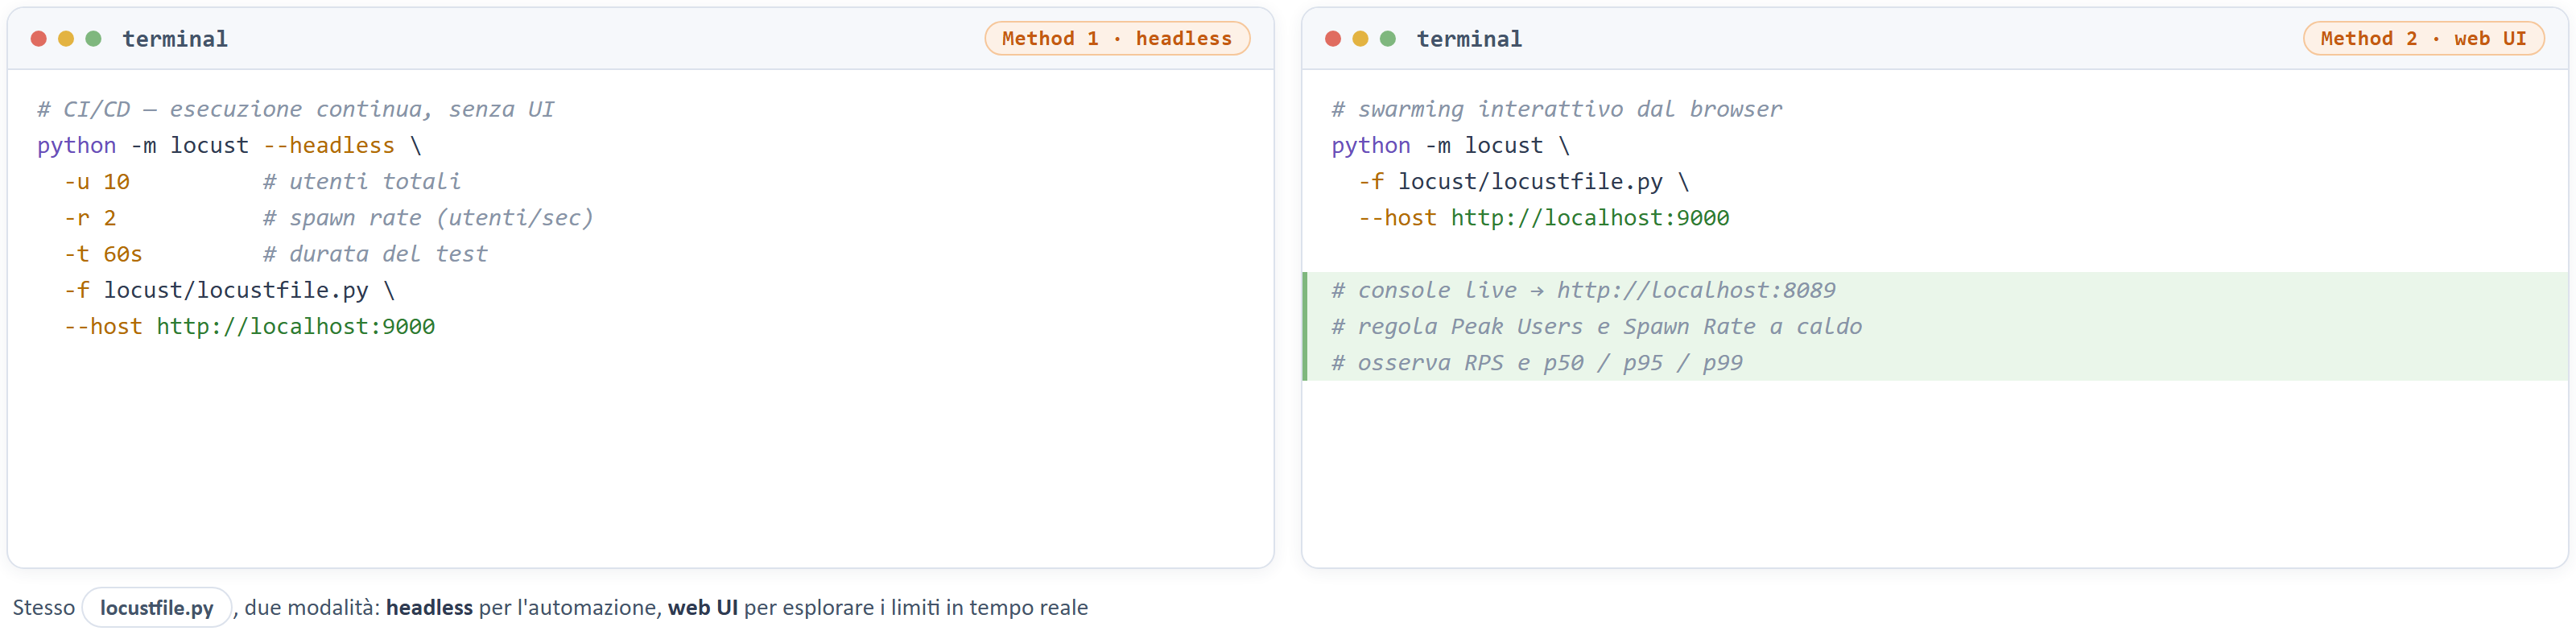 terminal
Method 1 · headless
# CI/CD — esecuzione continua, senza UI
python -m locust --headless \
  -u 10          # utenti totali
  -r 2           # spawn rate (utenti/sec)
  -t 60s         # durata del test
  -f locust/locustfile.py \
  --host http://localhost:9000
terminal
Method 2 · web UI
# swarming interattivo dal browser
python -m locust \
  -f locust/locustfile.py \
  --host http://localhost:9000
# console live → http://localhost:8089
# regola Peak Users e Spawn Rate a caldo
# osserva RPS e p50 / p95 / p99
Stesso locustfile.py, due modalità: headless per l'automazione, web UI per esplorare i limiti in tempo reale